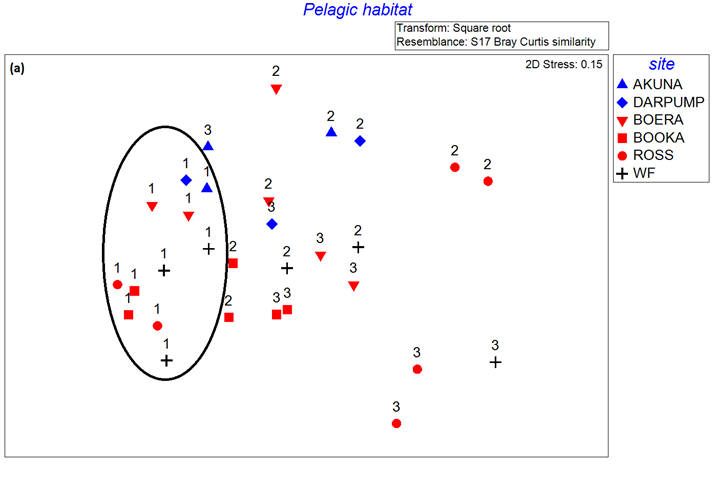 Pelagic habitat
Transform: Square root
Resemblance: S17 Bray Curtis similarity
(a)
2D Stress: 0.15
site
AKUNA
DARPUMP
BOERA
BOOKA
ROSS
WF
2
3
2
2
2
2
1
1
1
1
2
3
1
2
1
2
2
3
3
1
1
1
1
2
3
3
1
3
3
3